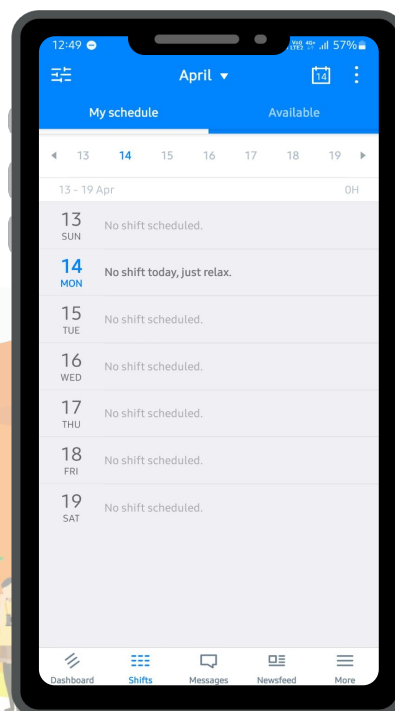 12:49 57%
April 14
My schedule Available
13 14 15 16 17 18 19
13 - 19 Apr 0H
13 No shift scheduled.
SUN
14 No shift today, just relax.
MON
15 No shift scheduled.
TUE
16 No shift scheduled.
WED
17 No shift scheduled.
THU
18 No shift scheduled.
FRI
19 No shift scheduled.
SAT
Dashboard Shifts Messages Newsfeed More